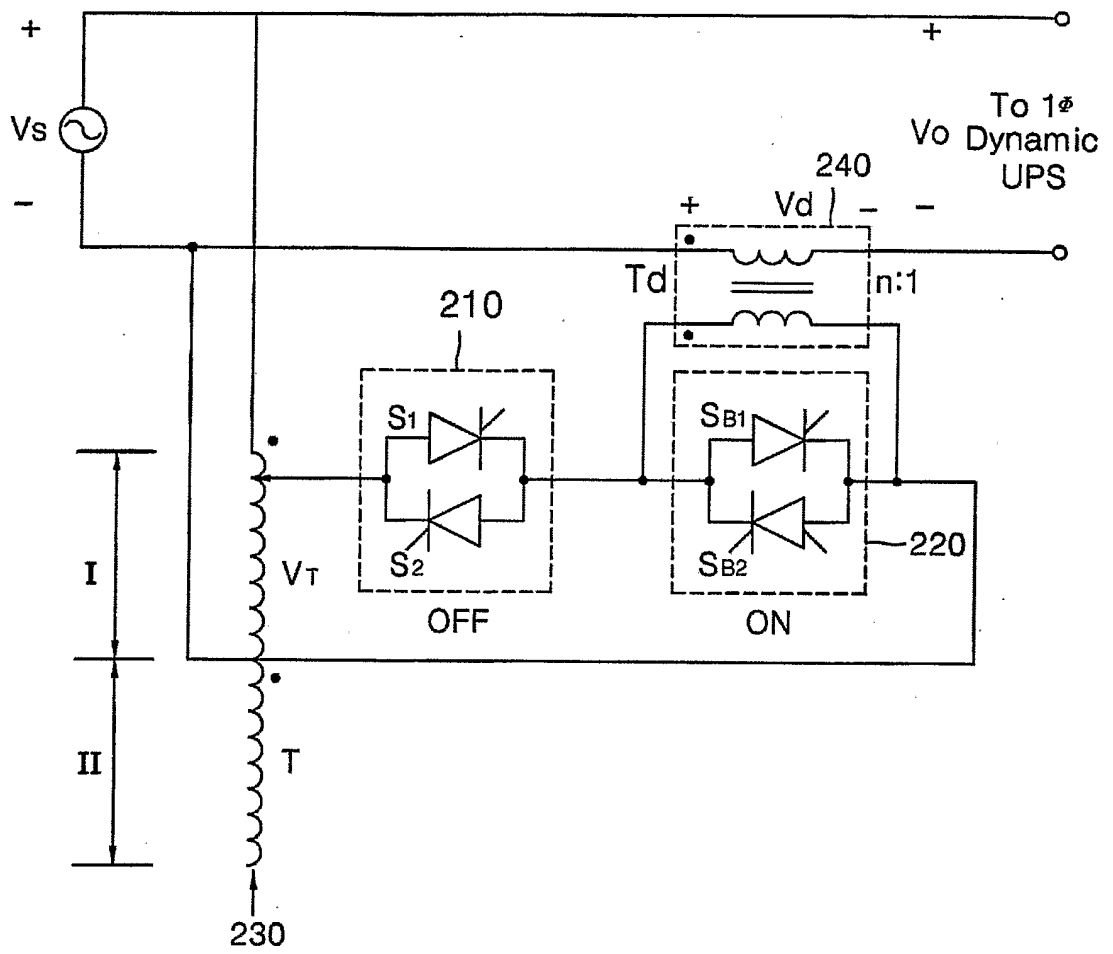 +
+
Vs
Vo
To 1Φ
Dynamic
UPS
240
−
+
Vd
−
−
Td
n:1
210
S1
SB1
I
VT
S2
SB2
220
OFF
ON
II
T
230